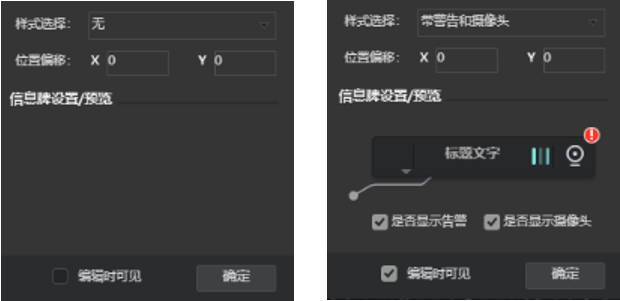 样式选择: 无
位置偏移: X 0 Y 0
信息牌设置/预览
编辑时可见 确定
样式选择: 带警告和摄像头
位置偏移: X 0 Y 0
信息牌设置/预览
标题文字
是否显示告警 是否显示摄像头
编辑时可见 确定